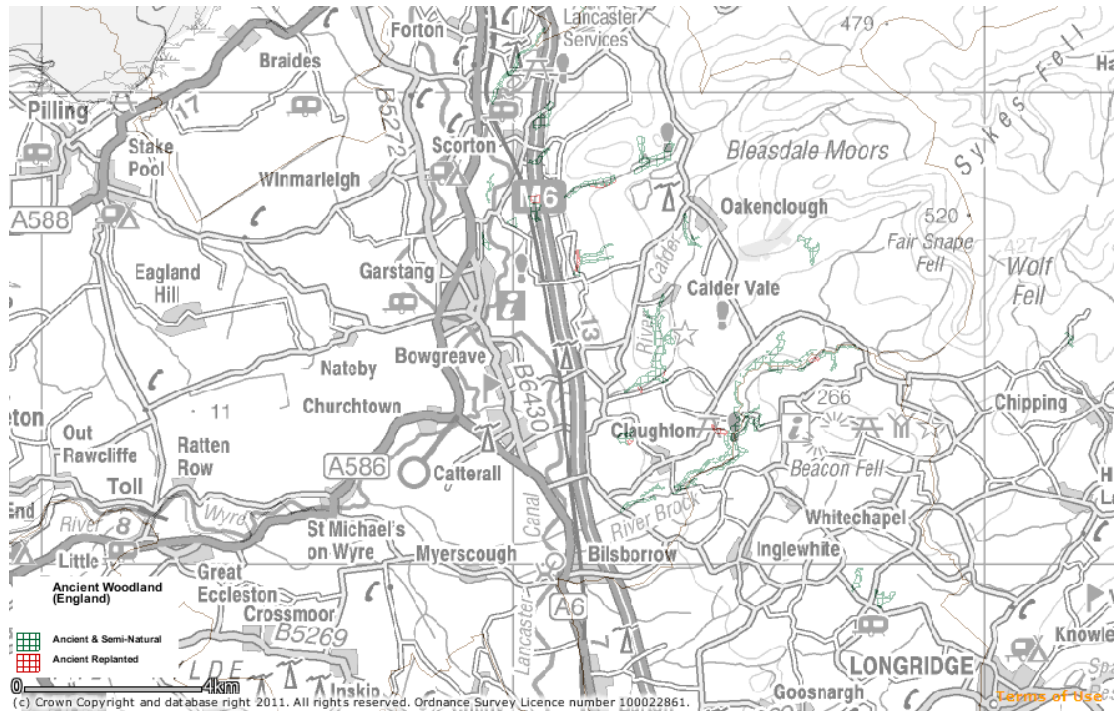 Forton
Lancaster
Services
479
Braides
Sykes Fell
Ha
Pilling
17
B5272
Stake
Pool
Scorton
Bleasdale Moors
Winmarleigh
M6
A588
Oakenclough
520
Fair Snape
Fell
427
Wolf
Fell
Eagland
Hill
Garstang
i
Calder
River
Calder Vale
13
Bowgreave
Nateby
B6430
Churchtown
11
266
Chipping
eton
Out
Rawcliffe
Ratten
Row
Claughton
i
A586
Catterall
Beacon Fell
Toll
H
End
River
8
Wyre
St Michael's
on Wyre
Canal
River Brock
Whitechapel
Little
Myerscough
Bilsborrow
Inglewhite
Great
Eccleston
Ancient Woodland
(England)
Crossmoor
B5269
Lancaster
A6
7
Knowle
Ancient & Semi-Natural
Ancient Replanted
LDE
LONGRIDGE
Inskip
Goosnargh
Spa
0 4km
Terms of Use
(c) Crown Copyright and database right 2011. All rights reserved. Ordnance Survey Licence number 100022861.